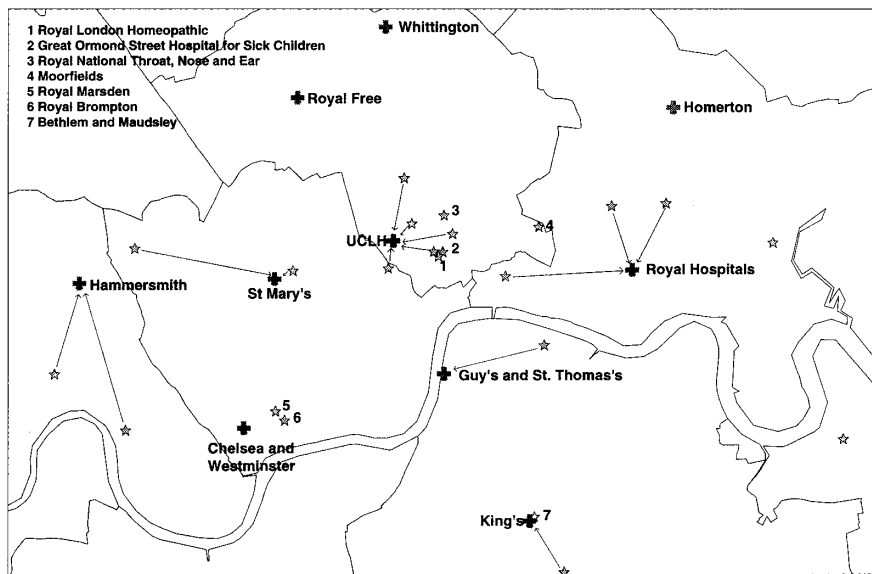 1 Royal London Homeopathic
2 Great Ormond Street Hospital for Sick Children
3 Royal National Throat, Nose and Ear
4 Moorfields
5 Royal Marsden
6 Royal Brompton
7 Bethlem and Maudsley
Whittington
Royal Free
Homerton
3
4
UCLH
2
1
Hammersmith
St Mary's
Royal Hospitals
Guy's and St. Thomas's
5
6
Chelsea and
Westminster
King's
7